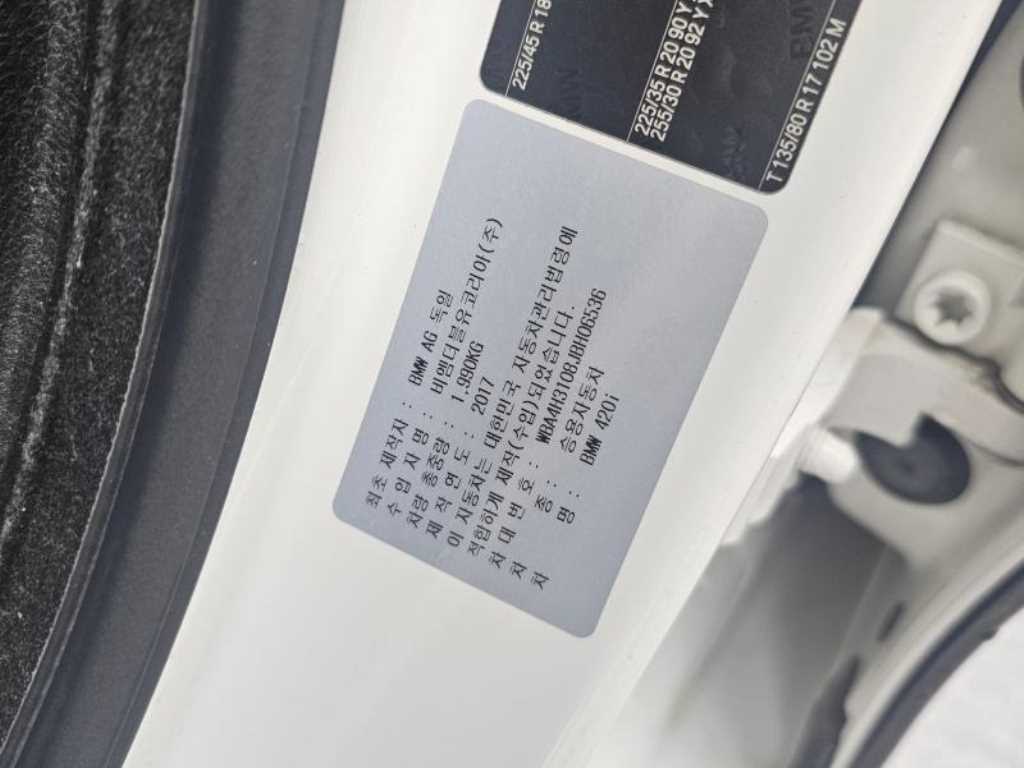 225/45 R 18
225/35 R 20 90 Y
255/30 R 20 92 Y X
T 135/80 R 17 102 M
최초 제작자 : BMW AG 독일
수 입 자 명 : 비엠더블유코리아(주)
차량 총중량 : 1.990KG
제 작 연 도 : 2017
이 자동차는 대한민국 자동차관리법령에
적합하게 제작(수입)되었습니다.
차 대 번 호 : WBA4N3108JBH06536
차 종 : 승용자동차
차 명 : BMW 420i